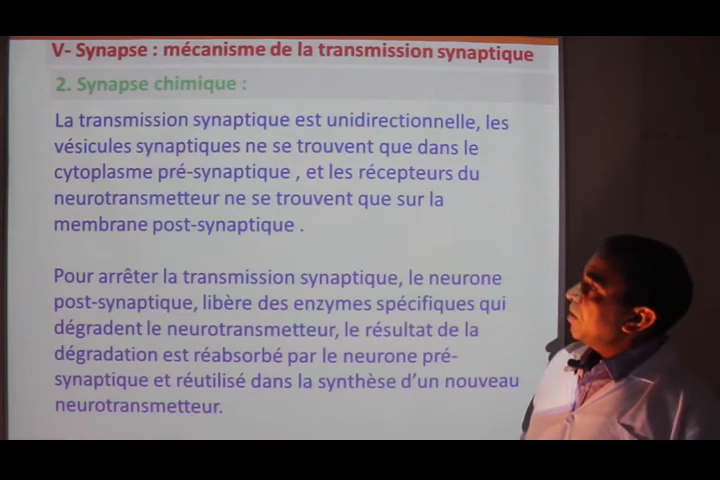 V- Synapse : mécanisme de la transmission synaptique
2. Synapse chimique :
La transmission synaptique est unidirectionnelle, les
vésicules synaptiques ne se trouvent que dans le
cytoplasme pré-synaptique , et les récepteurs du
neurotransmetteur ne se trouvent que sur la
membrane post-synaptique .
Pour arrêter la transmission synaptique, le neurone
post-synaptique, libère des enzymes spécifiques qui
dégradent le neurotransmetteur, le résultat de la
dégradation est réabsorbé par le neurone pré-
synaptique et réutilisé dans la synthèse d'un nouveau
neurotransmetteur.